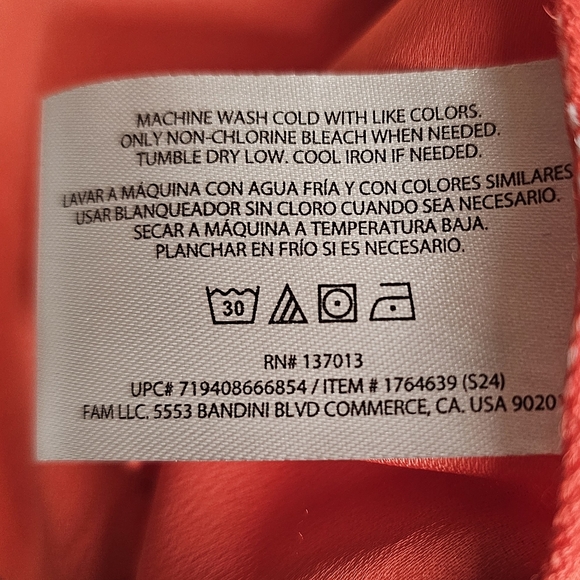 MACHINE WASH COLD WITH LIKE COLORS.
ONLY NON-CHLORINE BLEACH WHEN NEEDED.
TUMBLE DRY LOW. COOL IRON IF NEEDED.
LAVAR A MÁQUINA CON AGUA FRÍA Y CON COLORES SIMILARES
USAR BLANQUEADOR SIN CLORO CUANDO SEA NECESARIO.
SECAR A MÁQUINA A TEMPERATURA BAJA.
PLANCHAR EN FRÍO SI ES NECESARIO.
30
RN# 137013
UPC# 719408666854 / ITEM # 1764639 (S24)
FAM LLC. 5553 BANDINI BLVD COMMERCE, CA. USA 9020